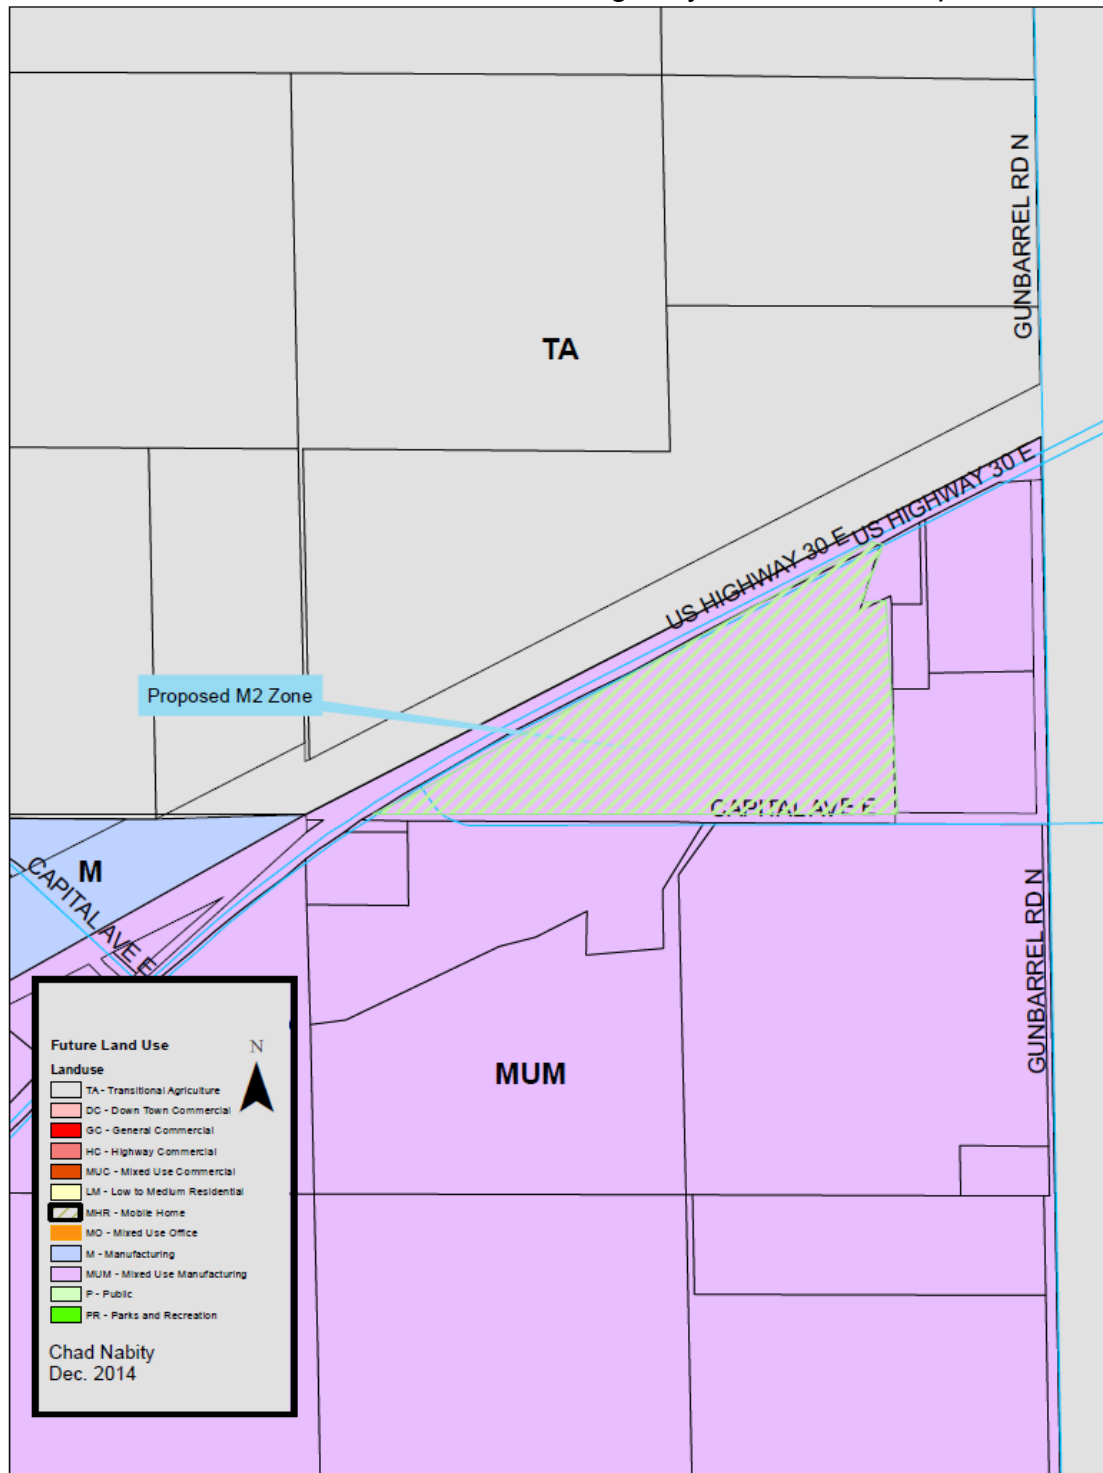 GUNBARREL RD N
TA
US HIGHWAY 30 E
US HIGHWAY 30 E
Proposed M2 Zone
CAPITAL AVE E
M
CAPITAL AVE E
GUNBARREL RD N
MUM
Future Land Use
N
Landuse
TA - Transitional Agriculture
DC - Down Town Commercial
GC - General Commercial
HC - Highway Commercial
MUC - Mixed Use Commercial
LM - Low to Medium Residential
MHR - Mobile Home
MO - Mixed Use Office
M - Manufacturing
MUM - Mixed Use Manufacturing
P - Public
PR - Parks and Recreation
Chad Nabity
Dec. 2014